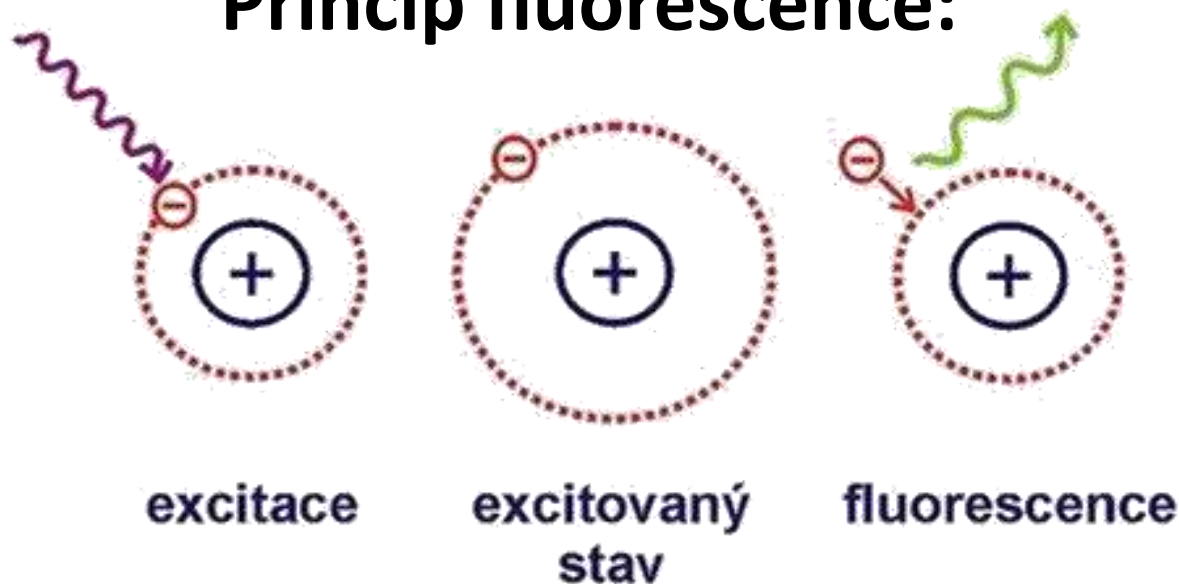 Princip fluorescence:
excitace
excitovaný
stav
fluorescence